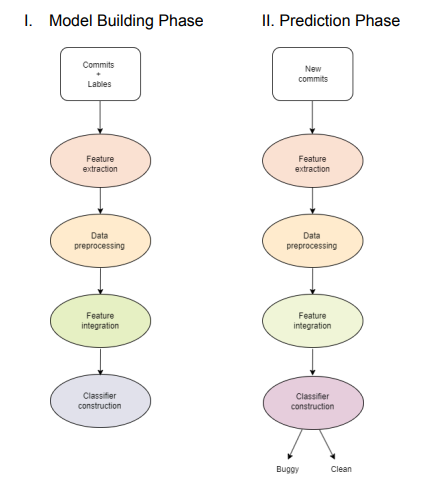 I. Model Building Phase
Commits
+
Lables
Feature
extraction
Data
preprocessing
Feature
integration
Classifier
construction
II. Prediction Phase
New
commits
Feature
extraction
Data
preprocessing
Feature
integration
Classifier
construction
Buggy
Clean